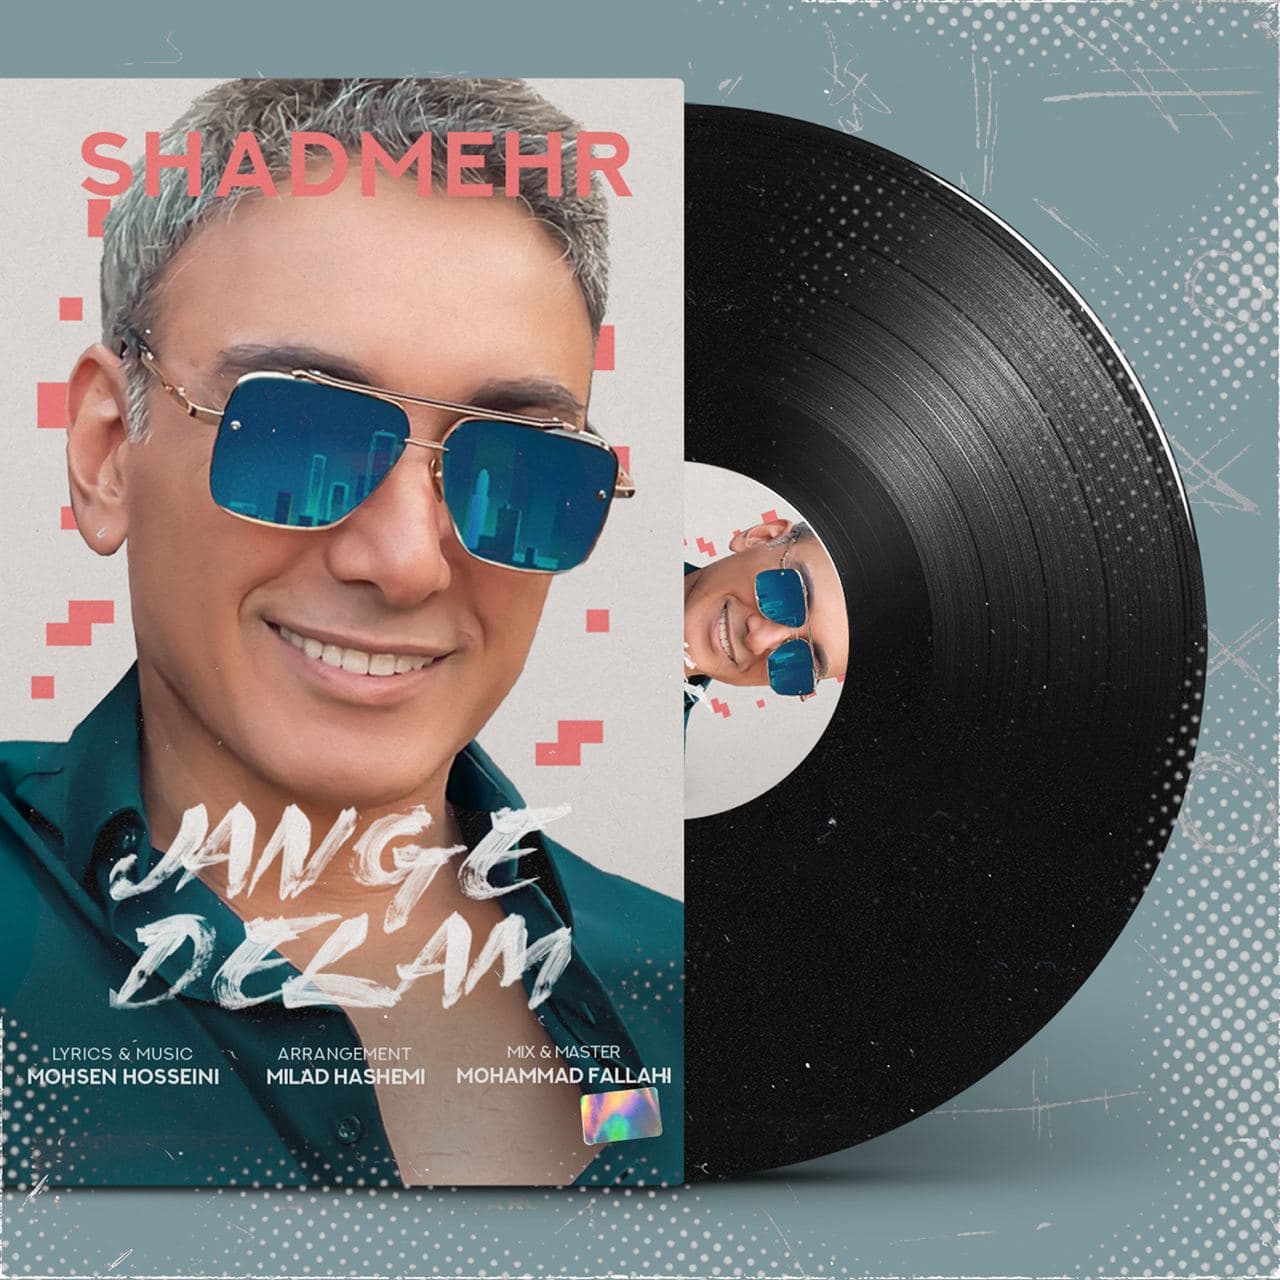 SHADMEHR
JANGE
DELAM
LYRICS & MUSIC
MOHSEN HOSSEINI
ARRANGEMENT
MILAD HASHEMI
MIX & MASTER
MOHAMMAD FALLAHI